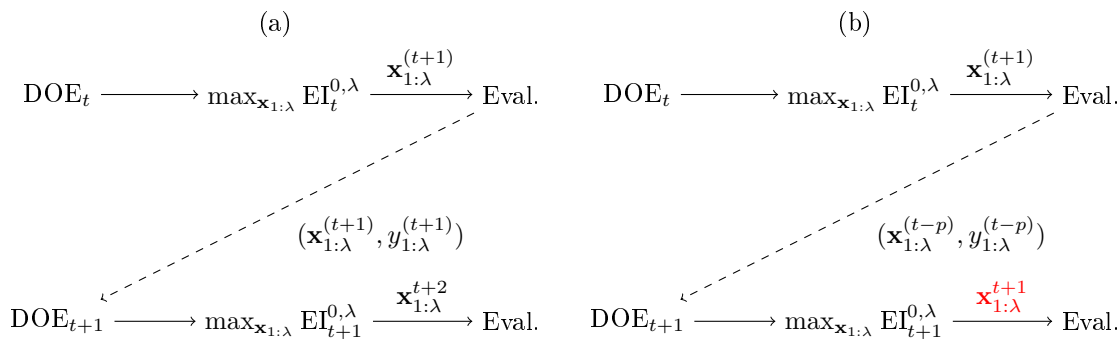 (a)
DOE_t max_{𝐱_{1:λ}} EI_t^{0,λ} 𝐱_{1:λ}^{(t+1)} Eval.
(𝐱_{1:λ}^{(t+1)}, y_{1:λ}^{(t+1)})
DOE_{t+1} max_{𝐱_{1:λ}} EI_{t+1}^{0,λ} 𝐱_{1:λ}^{t+2} Eval.
(b)
DOE_t max_{𝐱_{1:λ}} EI_t^{0,λ} 𝐱_{1:λ}^{(t+1)} Eval.
(𝐱_{1:λ}^{(t-p)}, y_{1:λ}^{(t-p)})
DOE_{t+1} max_{𝐱_{1:λ}} EI_{t+1}^{0,λ} 𝐱_{1:λ}^{t+1} Eval.